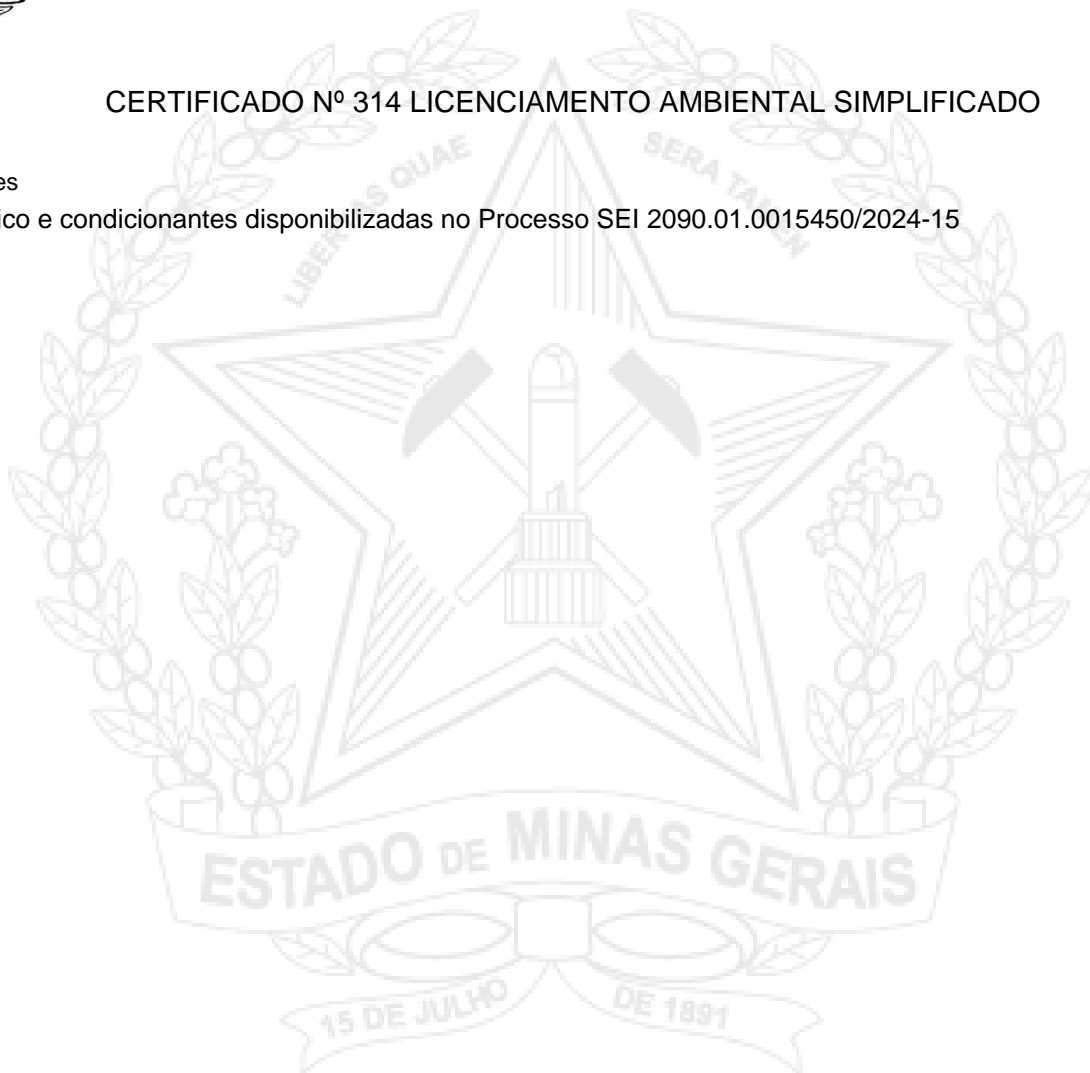 CERTIFICADO Nº 314 LICENCIAMENTO AMBIENTAL SIMPLIFICADO
es
ico e condicionantes disponibilizadas no Processo SEI 2090.01.0015450/2024-15
LIBERTAS QUAE SERA TAMEN
ESTADO DE MINAS GERAIS
15 DE JULHO DE 1891